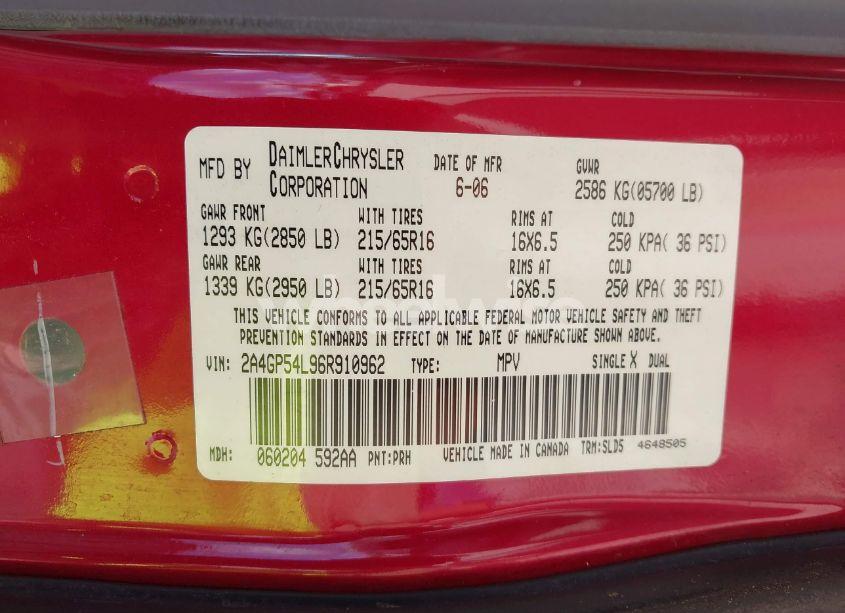 MFD BY DAIMLERCHRYSLER CORPORATION DATE OF MFR 6-06 GVWR 2586 KG(05700 LB)
GAWR FRONT WITH TIRES RIMS AT COLD
1293 KG(2850 LB) 215/65R16 16X6.5 250 KPA( 36 PSI)
GAWR REAR WITH TIRES RIMS AT COLD
1339 KG(2950 LB) 215/65R16 16X6.5 250 KPA( 36 PSI)
THIS VEHICLE CONFORMS TO ALL APPLICABLE FEDERAL MOTOR VEHICLE SAFETY AND THEFT
PREVENTION STANDARDS IN EFFECT ON THE DATE OF MANUFACTURE SHOWN ABOVE.
VIN: 2A4GP54L96R910962 TYPE: MPV SINGLE X DUAL
MDH: 060204 592AA PNT:PRH VEHICLE MADE IN CANADA TRM:SLD5 4648505